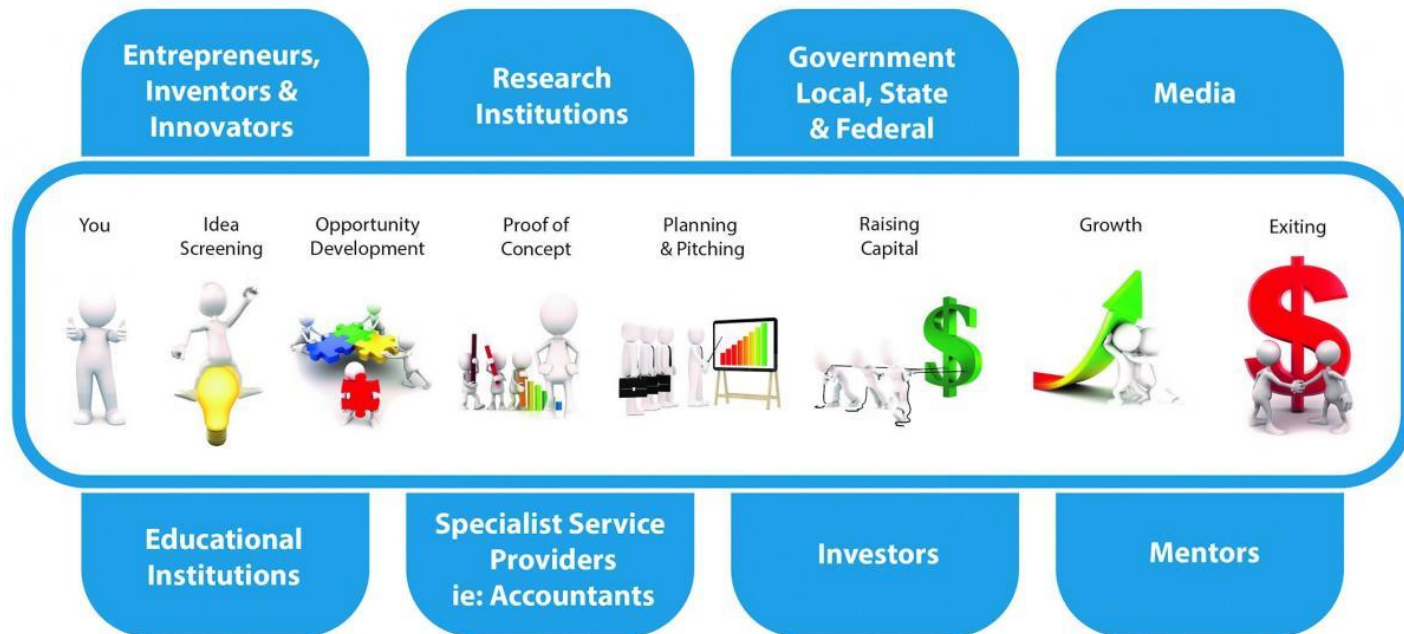 Entrepreneurs,
Inventors &
Innovators
Research
Institutions
Government
Local, State
& Federal
Media
You
Idea
Screening
Opportunity
Development
Proof of
Concept
Planning
& Pitching
Raising
Capital
Growth
Exiting
Educational
Institutions
Specialist Service
Providers
ie: Accountants
Investors
Mentors